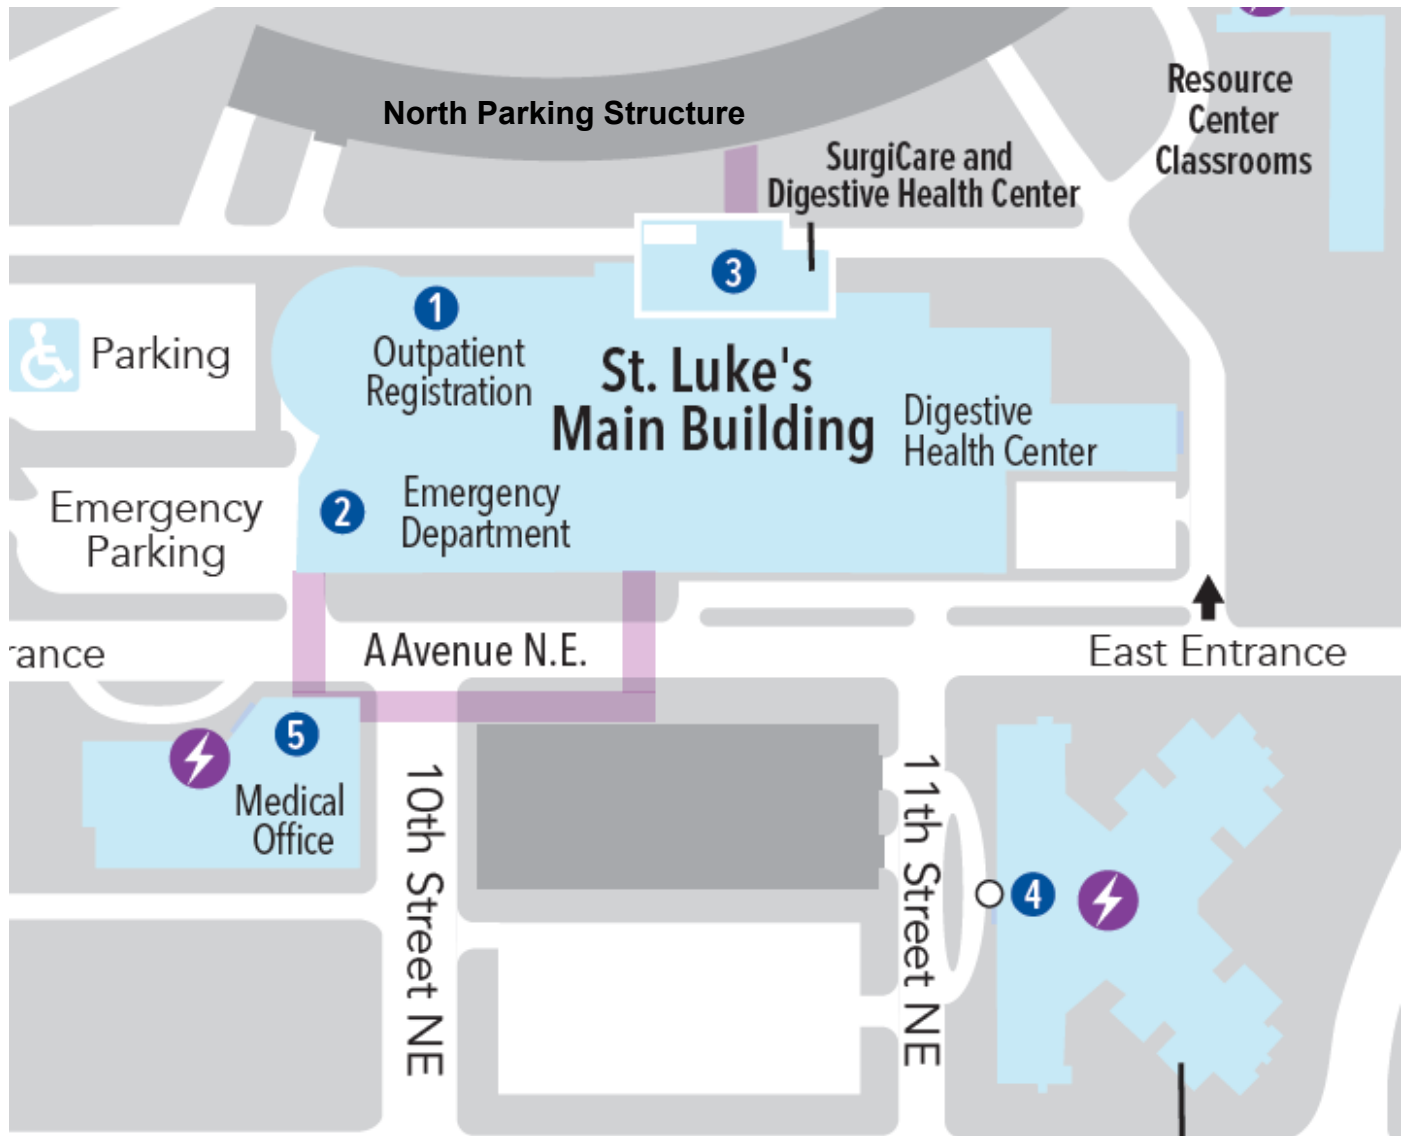 North Parking Structure
Resource
Center
Classrooms
SurgiCare and
Digestive Health Center
3
1
Outpatient
Registration
St. Luke's
Main Building
Parking
Digestive
Health Center
2
Emergency
Department
Emergency
Parking
rance
A Avenue N.E.
East Entrance
5
Medical
Office
10th Street NE
11th Street NE
4